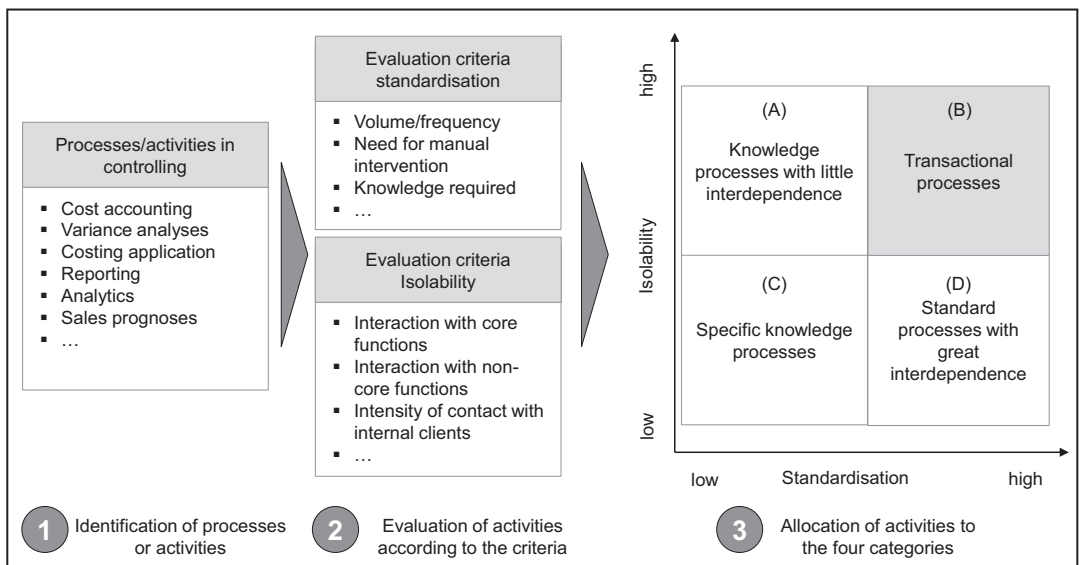 Processes/activities in
controlling
▪ Cost accounting
▪ Variance analyses
▪ Costing application
▪ Reporting
▪ Analytics
▪ Sales prognoses
▪ …
Evaluation criteria
standardisation
▪ Volume/frequency
▪ Need for manual
intervention
▪ Knowledge required
▪ …
Evaluation criteria
Isolability
▪ Interaction with core
functions
▪ Interaction with non-
core functions
▪ Intensity of contact with
internal clients
▪ …
high
Isolability
low
(A)
Knowledge
processes with little
interdependence
(B)
Transactional
processes
(C)
Specific knowledge
processes
(D)
Standard
processes with
great
interdependence
low Standardisation high
1 Identification of processes
or activities
2 Evaluation of activities
according to the criteria
3 Allocation of activities to
the four categories